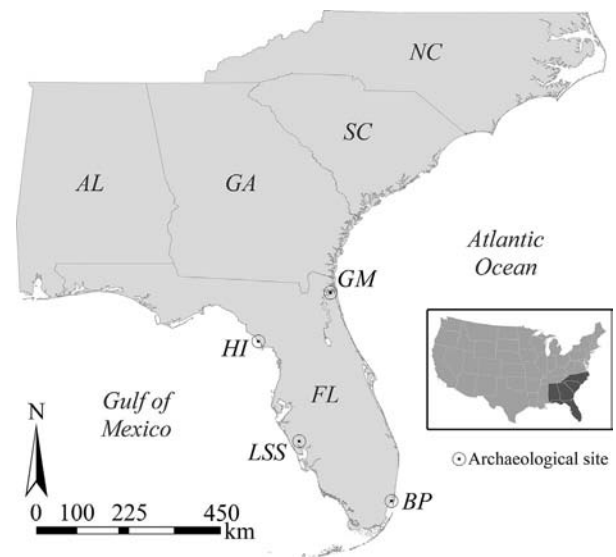 NC
SC
AL
GA
Atlantic
Ocean
GM
HI
FL
Gulf of
Mexico
N
LSS
Archaeological site
BP
0 100 225 450
km